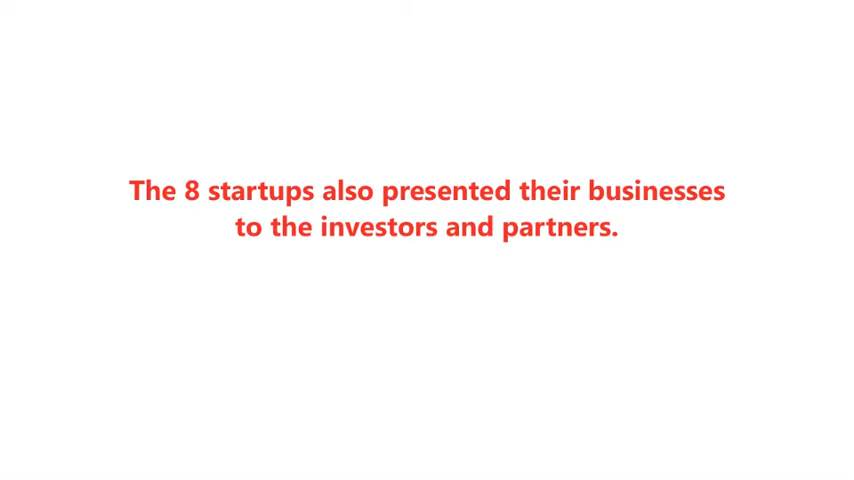 The 8 startups also presented their businesses
to the investors and partners.